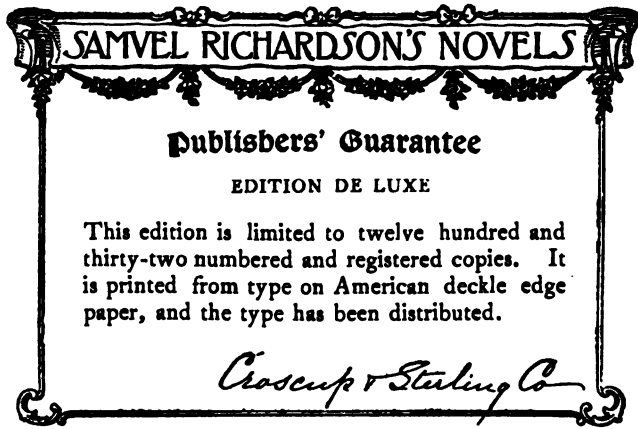 SAMVEL RICHARDSON'S NOVELS
Publishers' Guarantee
EDITION DE LUXE
This edition is limited to twelve hundred and
thirty-two numbered and registered copies. It
is printed from type on American deckle edge
paper, and the type has been distributed.
Croscup & Sterling Co